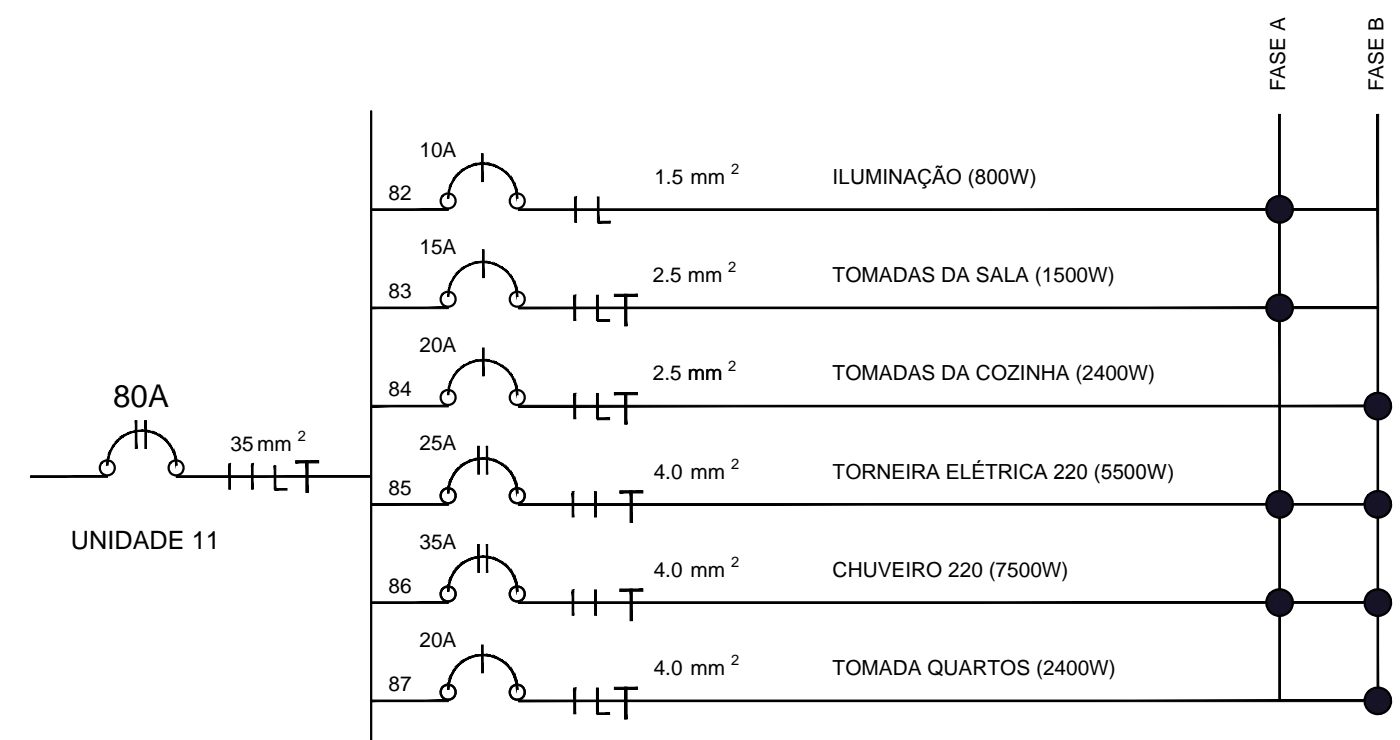 FASE A
FASE B
10A
82
1.5 mm 2
ILUMINAÇÃO (800W)
15A
83
2.5 mm 2
TOMADAS DA SALA (1500W)
20A
84
2.5 mm 2
TOMADAS DA COZINHA (2400W)
80A
35 mm 2
UNIDADE 11
25A
85
4.0 mm 2
TORNEIRA ELÉTRICA 220 (5500W)
35A
86
4.0 mm 2
CHUVEIRO 220 (7500W)
20A
87
4.0 mm 2
TOMADA QUARTOS (2400W)